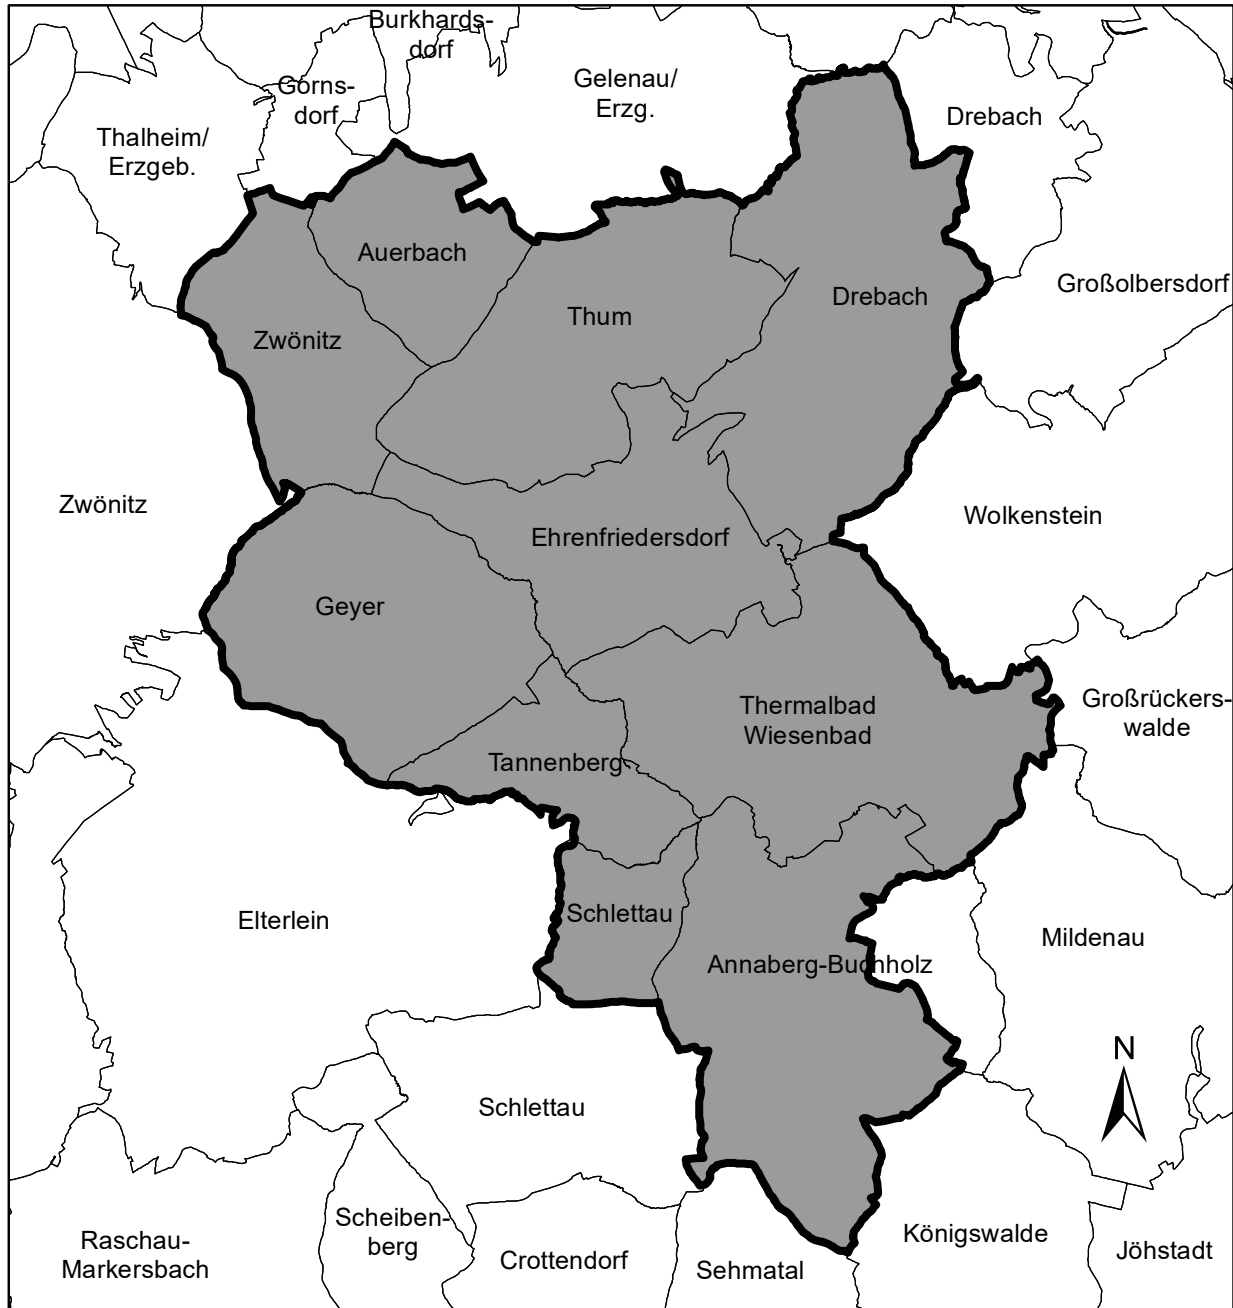 Burkhards-
dorf
Gelenau/
Erzg.
Gorns-
dorf
Drebach
Thalheim/
Erzgeb.
Auerbach
Großolbersdorf
Drebach
Thum
Zwönitz
Zwönitz
Wolkenstein
Ehrenfriedersdorf
Geyer
Großrückers-
walde
Thermalbad
Wiesenbad
Tannenberg
Schlettau
Elterlein
Mildenau
Annaberg-Buchholz
N
Schlettau
Scheiben-
berg
Königswalde
Raschau-
Markersbach
Jöhstadt
Crottendorf
Sehmatal